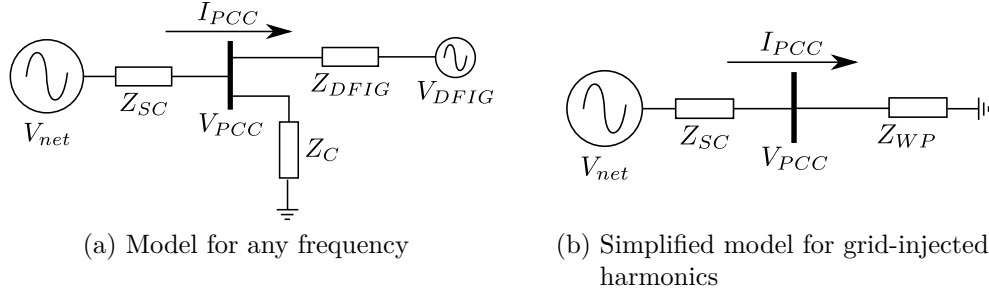 I_PCC
Z_SC
Z_DFIG
V_DFIG
V_net
V_PCC
Z_C
(a) Model for any frequency
I_PCC
Z_SC
Z_WP
V_net
V_PCC
(b) Simplified model for grid-injected
harmonics